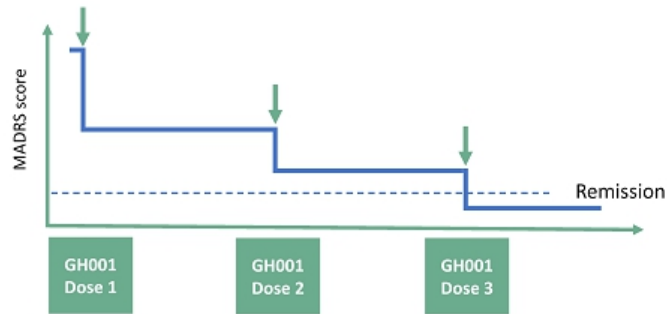 MADRS score
Remission
GH001
Dose 1
GH001
Dose 2
GH001
Dose 3